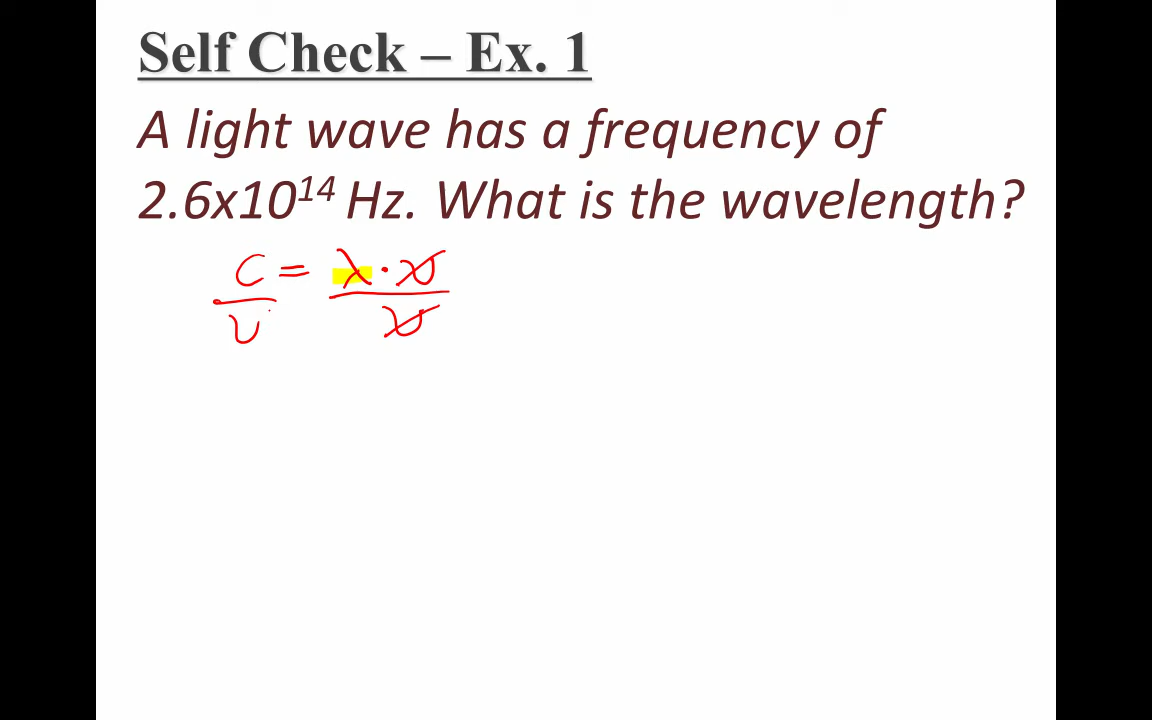 Self Check – Ex. 1
A light wave has a frequency of
2.6x10¹⁴ Hz. What is the wavelength?
c = λ · ν
ν ν